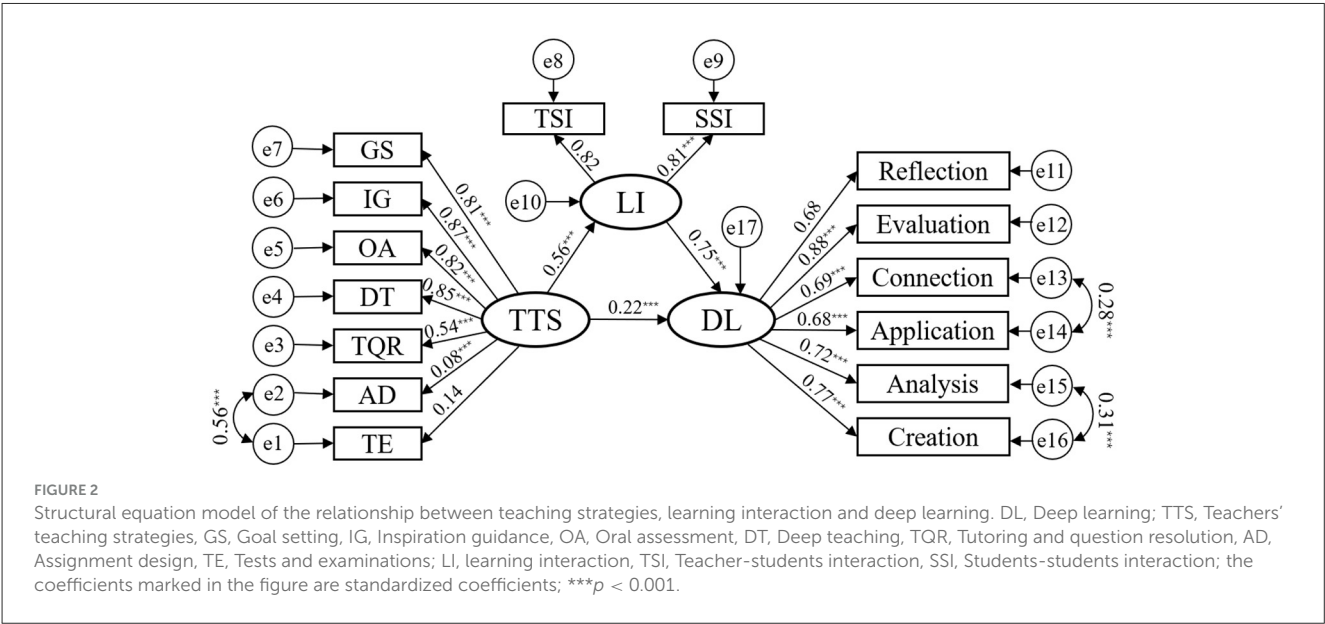 e8
e9
TSI
SSI
e7
GS
0.82
0.81***
e11
Reflection
e6
IG
0.81***
e10
LI
0.68
e5
OA
0.87***
e17
e12
Evaluation
0.88***
0.82***
0.56***
0.75***
e4
DT
0.85***
e13
Connection
0.69***
0.28***
TTS
0.22***
DL
e3
TQR
0.54***
e14
Application
0.68***
e2
AD
0.08***
e15
Analysis
0.72***
0.56***
0.14
0.77***
0.31***
e1
TE
e16
Creation
FIGURE 2
Structural equation model of the relationship between teaching strategies, learning interaction and deep learning. DL, Deep learning; TTS, Teachers’
teaching strategies, GS, Goal setting, IG, Inspiration guidance, OA, Oral assessment, DT, Deep teaching, TQR, Tutoring and question resolution, AD,
Assignment design, TE, Tests and examinations; LI, learning interaction, TSI, Teacher-students interaction, SSI, Students-students interaction; the
coefficients marked in the figure are standardized coefficients; ***p < 0.001.